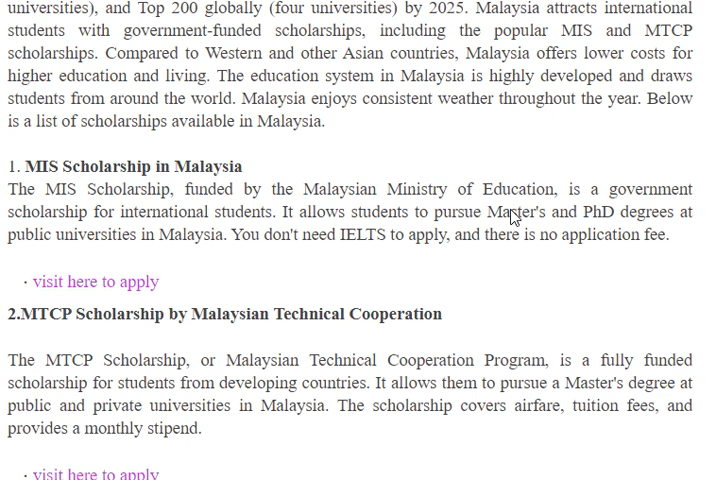 universities), and Top 200 globally (four universities) by 2025. Malaysia attracts international
students with government-funded scholarships, including the popular MIS and MTCP
scholarships. Compared to Western and other Asian countries, Malaysia offers lower costs for
higher education and living. The education system in Malaysia is highly developed and draws
students from around the world. Malaysia enjoys consistent weather throughout the year. Below
is a list of scholarships available in Malaysia.
1. MIS Scholarship in Malaysia
The MIS Scholarship, funded by the Malaysian Ministry of Education, is a government
scholarship for international students. It allows students to pursue Master's and PhD degrees at
public universities in Malaysia. You don't need IELTS to apply, and there is no application fee.
· visit here to apply
2.MTCP Scholarship by Malaysian Technical Cooperation
The MTCP Scholarship, or Malaysian Technical Cooperation Program, is a fully funded
scholarship for students from developing countries. It allows them to pursue a Master's degree at
public and private universities in Malaysia. The scholarship covers airfare, tuition fees, and
provides a monthly stipend.
· visit here to apply